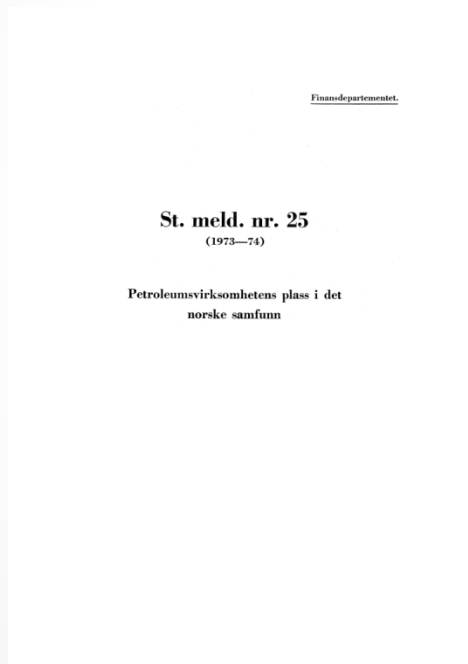 Finansdepartementet.
St. meld. nr. 25
(1973—74)
Petroleumsvirksomhetens plass i det
norske samfunn